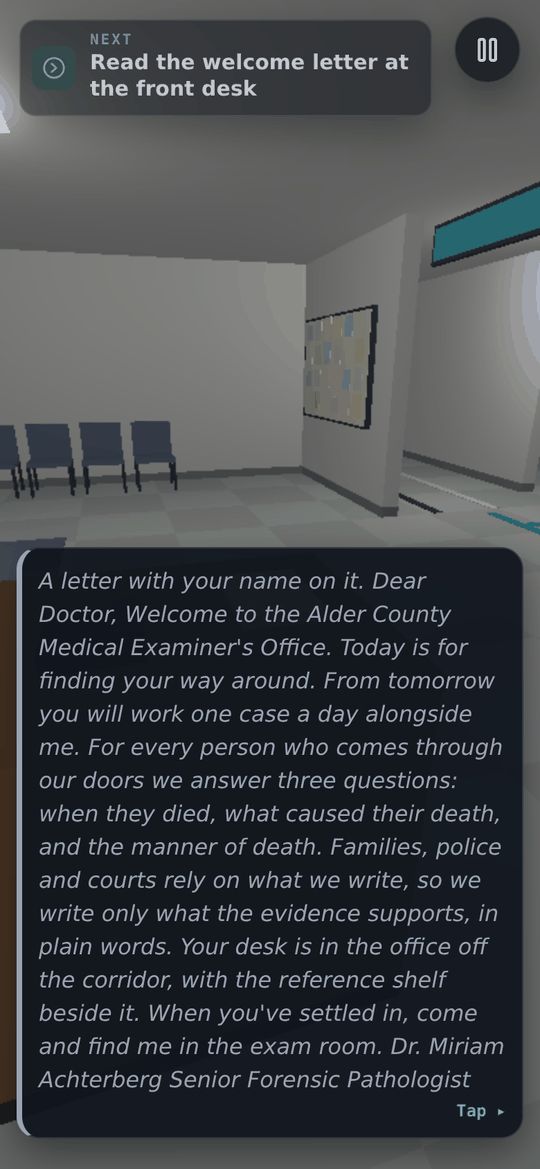 NEXT
Read the welcome letter at
the front desk
A letter with your name on it. Dear
Doctor, Welcome to the Alder County
Medical Examiner's Office. Today is for
finding your way around. From tomorrow
you will work one case a day alongside
me. For every person who comes through
our doors we answer three questions:
when they died, what caused their death,
and the manner of death. Families, police
and courts rely on what we write, so we
write only what the evidence supports, in
plain words. Your desk is in the office off
the corridor, with the reference shelf
beside it. When you've settled in, come
and find me in the exam room. Dr. Miriam
Achterberg Senior Forensic Pathologist
Tap ▸